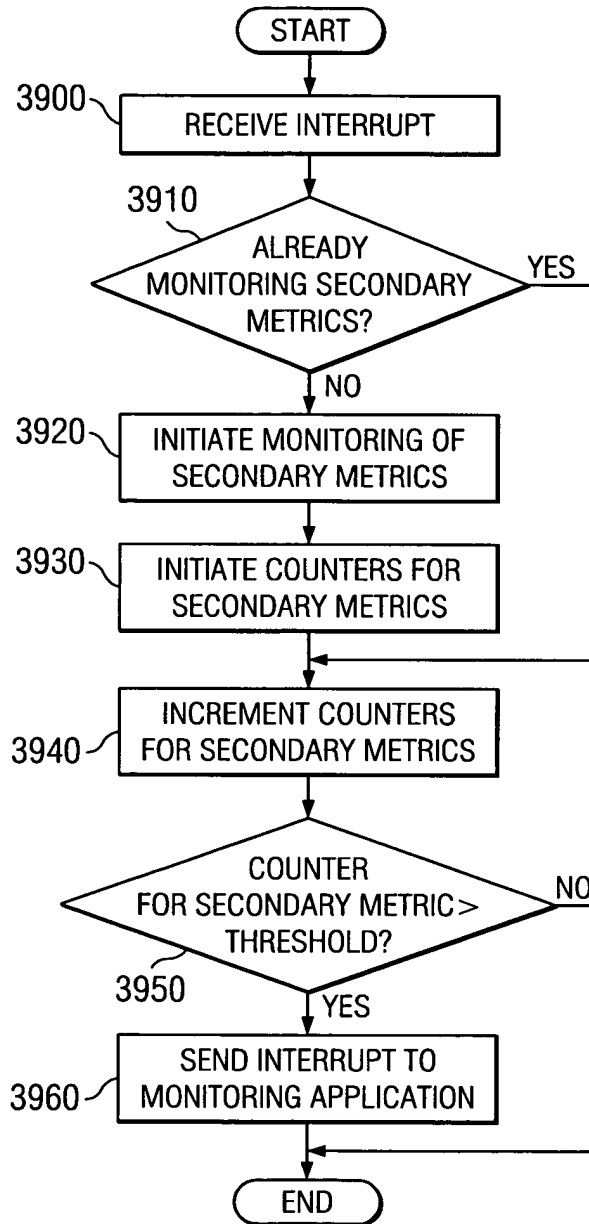 START
3900
RECEIVE INTERRUPT
3910
ALREADY
MONITORING SECONDARY
METRICS?
YES
NO
3920
INITIATE MONITORING OF
SECONDARY METRICS
3930
INITIATE COUNTERS FOR
SECONDARY METRICS
INCREMENT COUNTERS
FOR SECONDARY METRICS
3940
COUNTER
FOR SECONDARY METRIC >
THRESHOLD?
NO
3950
YES
SEND INTERRUPT TO
MONITORING APPLICATION
3960
END